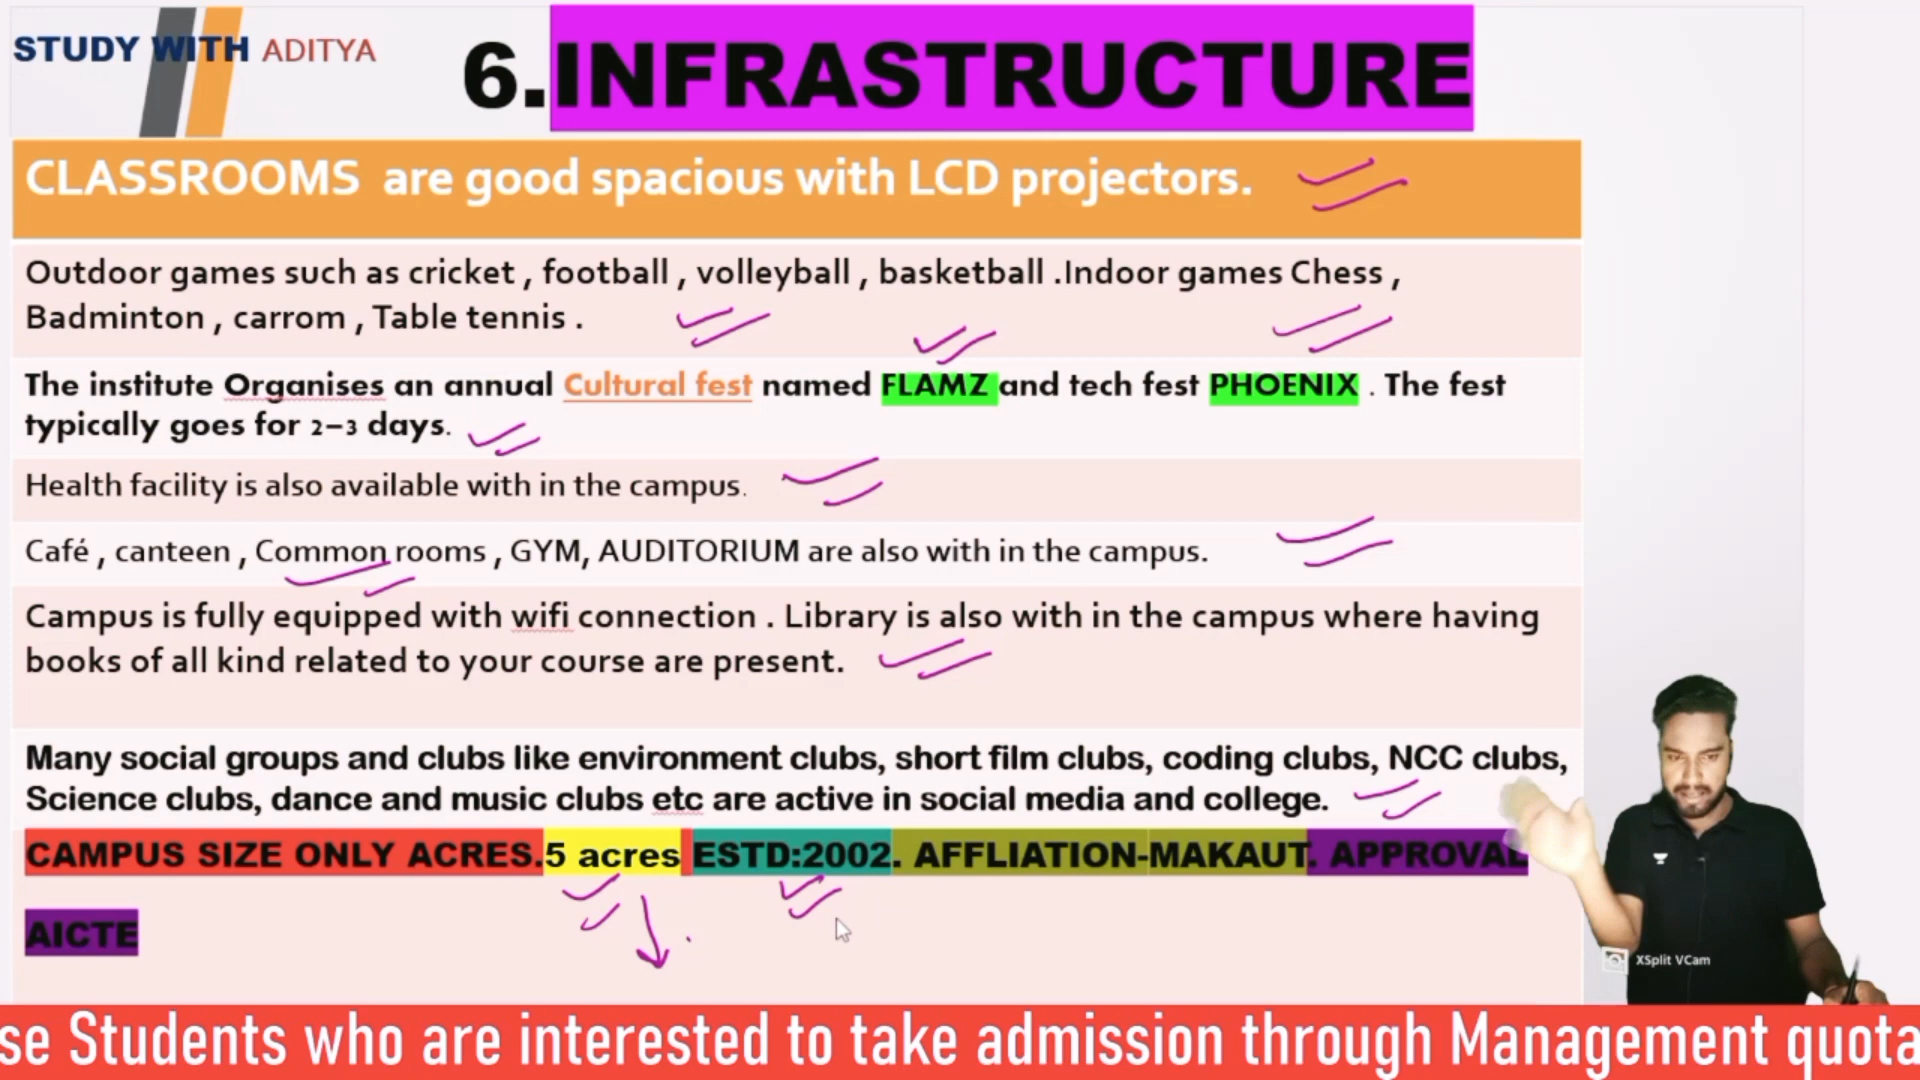 STUDY WITH ADITYA
6.INFRASTRUCTURE
CLASSROOMS are good spacious with LCD projectors.
Outdoor games such as cricket , football , volleyball , basketball .Indoor games Chess ,
Badminton , carrom , Table tennis .
The institute Organises an annual Cultural fest named FLAMZ and tech fest PHOENIX . The fest
typically goes for 2–3 days.
Health facility is also available with in the campus.
Café , canteen , Common rooms , GYM, AUDITORIUM are also with in the campus.
Campus is fully equipped with wifi connection . Library is also with in the campus where having
books of all kind related to your course are present.
Many social groups and clubs like environment clubs, short film clubs, coding clubs, NCC clubs,
Science clubs, dance and music clubs etc are active in social media and college.
CAMPUS SIZE ONLY ACRES.5 acres ESTD:2002. AFFLIATION-MAKAUT. APPROVAL
AICTE
XSplit VCam
se Students who are interested to take admission through Management quota